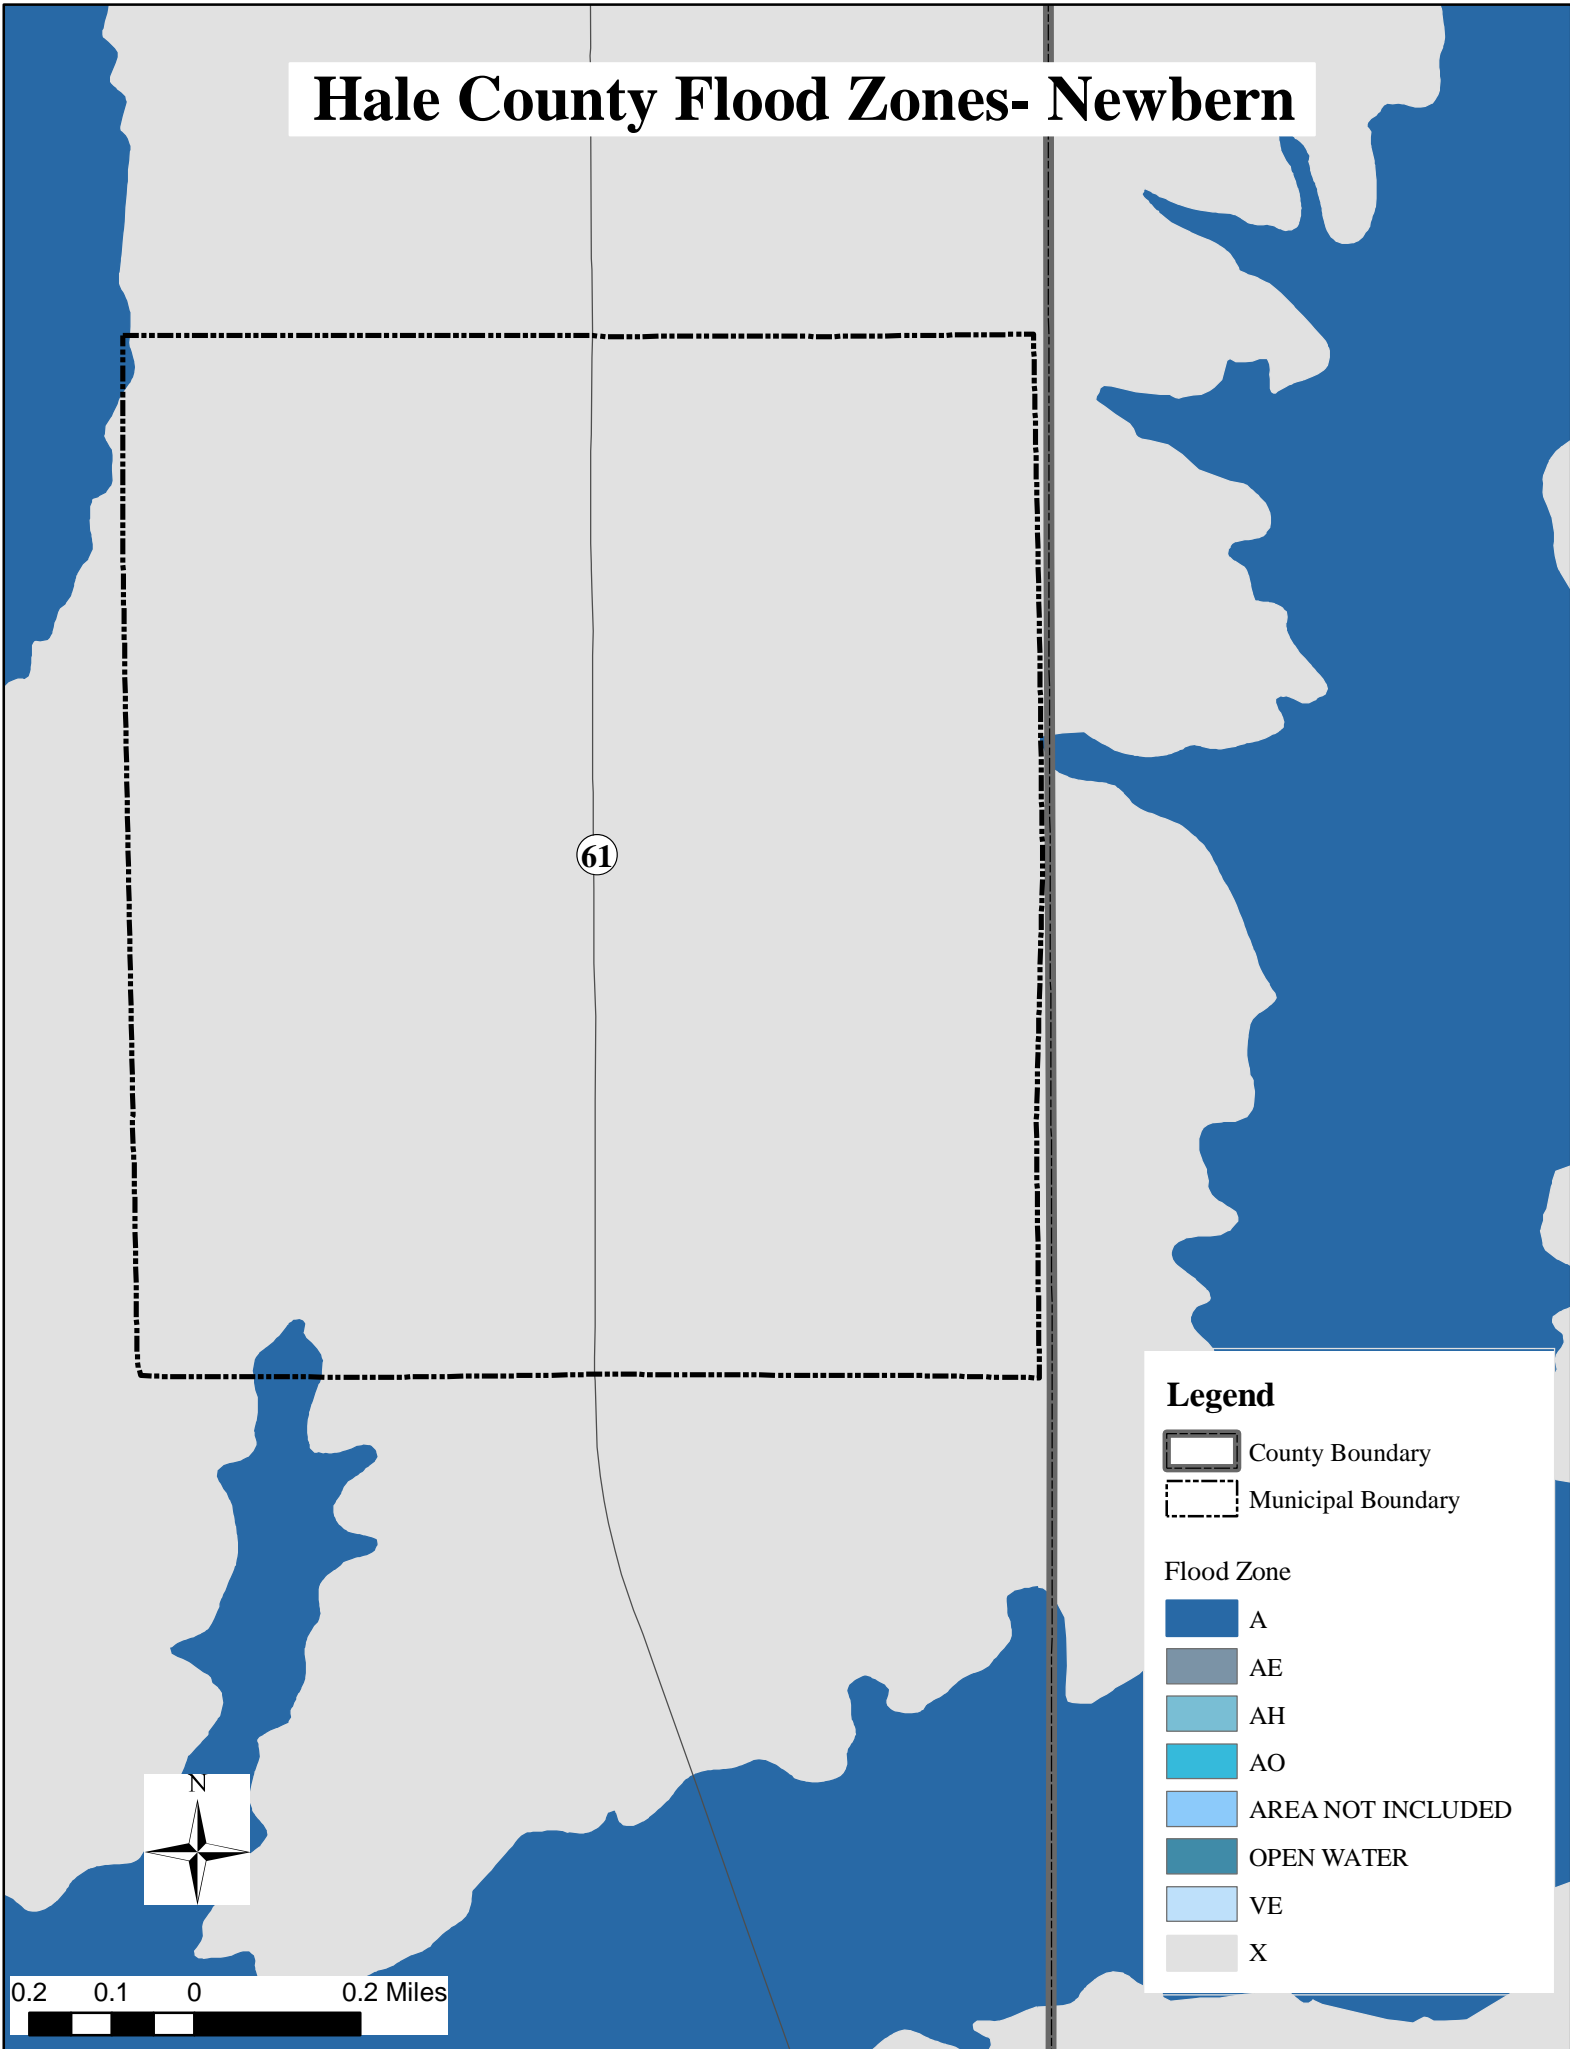 Hale County Flood Zones- Newbern
61
Legend
County Boundary
Municipal Boundary
Flood Zone
A
AE
AH
AO
AREA NOT INCLUDED
OPEN WATER
VE
X
N
0.2 0.1 0 0.2 Miles